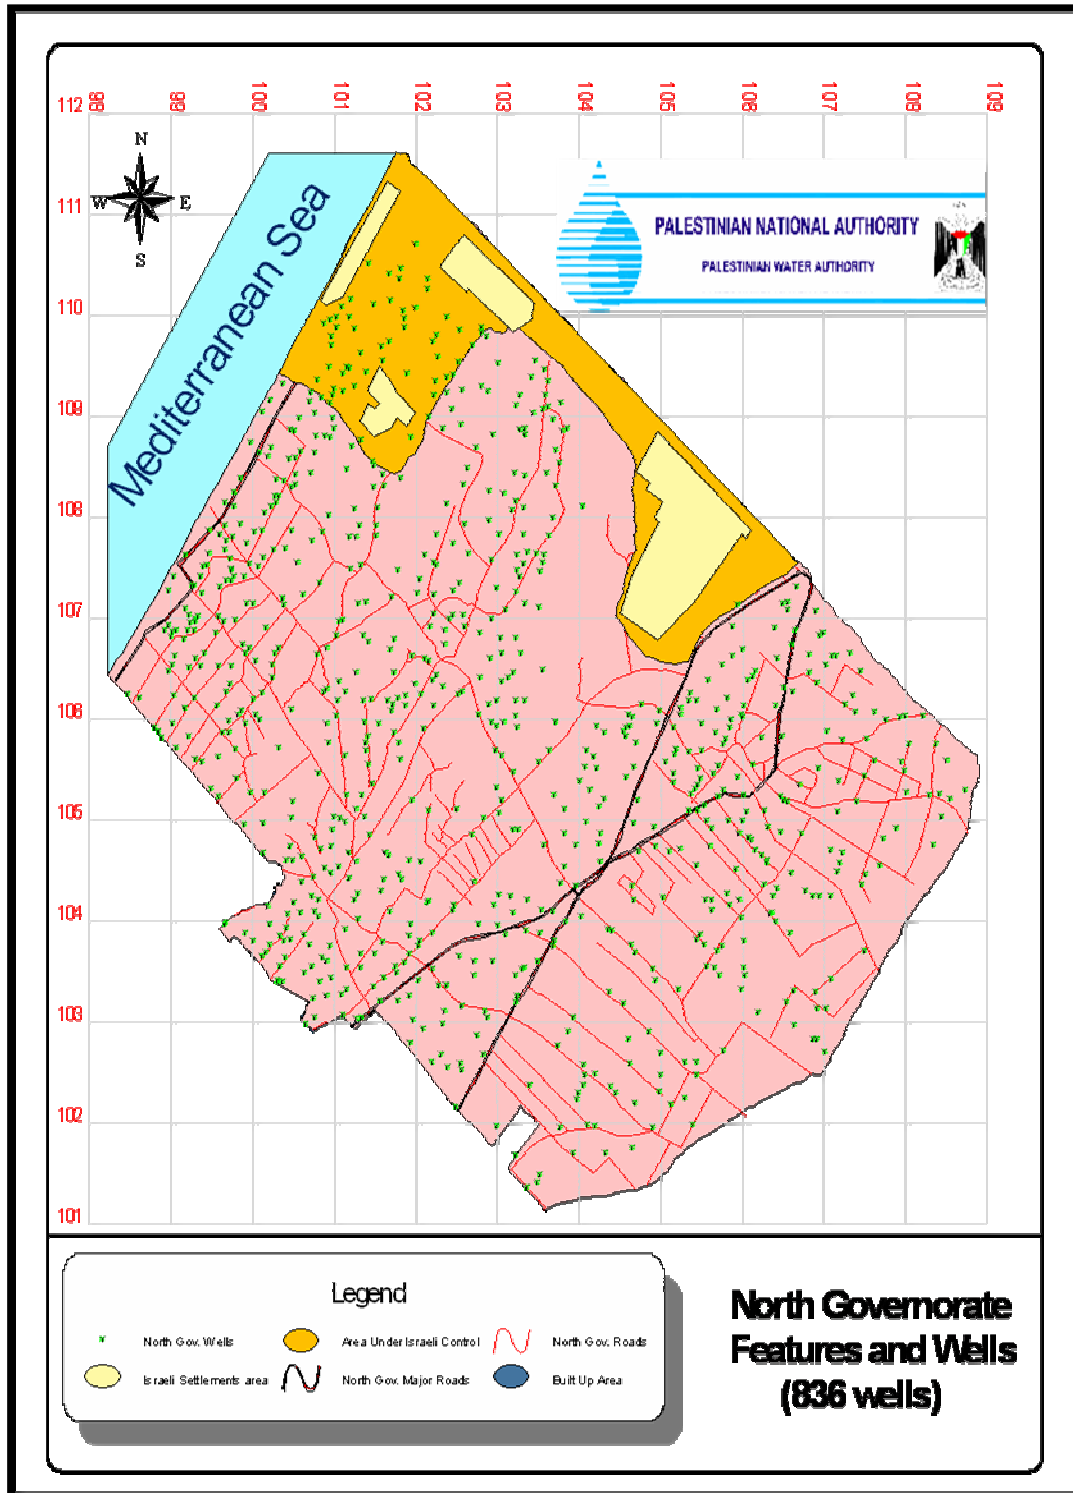 98 99 100 101 102 103 104 105 106 107 108 109
112
111
110
109
108
107
106
105
104
103
102
101
N
W E
S
Mediterranean Sea
PALESTINIAN NATIONAL AUTHORITY
PALESTINIAN WATER AUTHORITY
Legend
North Gov. Wells
Area Under Israeli Control
North Gov. Roads
Israeli Settlements area
North Gov. Major Roads
Built Up Area
North Governorate
Features and Wells
(836 wells)